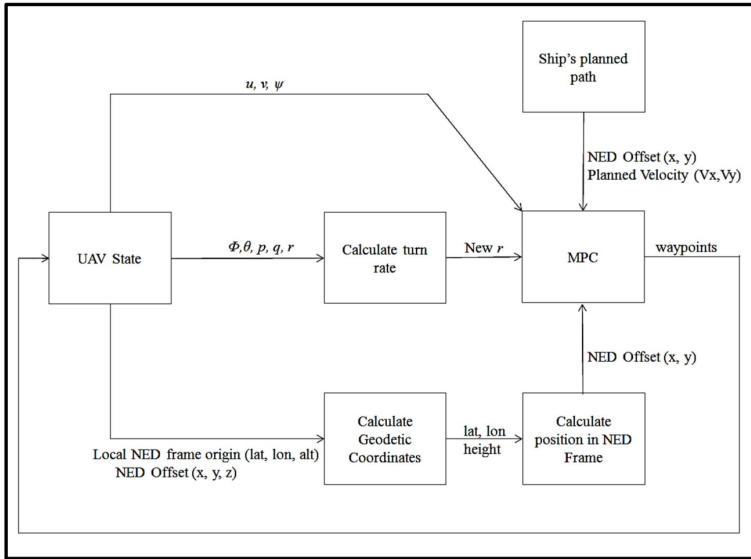 Ship's planned
path
u, v, ψ
NED Offset (x, y)
Planned Velocity (Vx,Vy)
UAV State
Φ,θ, p, q, r
Calculate turn
rate
New r
MPC
waypoints
NED Offset (x, y)
Local NED frame origin (lat, lon, alt)
NED Offset (x, y, z)
Calculate
Geodetic
Coordinates
lat, lon
height
Calculate
position in NED
Frame